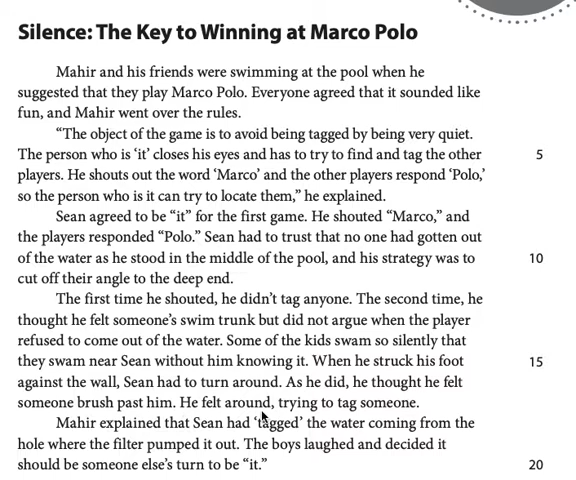 Silence: The Key to Winning at Marco Polo
Mahir and his friends were swimming at the pool when he
suggested that they play Marco Polo. Everyone agreed that it sounded like
fun, and Mahir went over the rules.
“The object of the game is to avoid being tagged by being very quiet.
The person who is ‘it’ closes his eyes and has to try to find and tag the other 5
players. He shouts out the word ‘Marco’ and the other players respond ‘Polo,’
so the person who is it can try to locate them,” he explained.
Sean agreed to be “it” for the first game. He shouted “Marco,” and
the players responded “Polo.” Sean had to trust that no one had gotten out
of the water as he stood in the middle of the pool, and his strategy was to 10
cut off their angle to the deep end.
The first time he shouted, he didn’t tag anyone. The second time, he
thought he felt someone’s swim trunk but did not argue when the player
refused to come out of the water. Some of the kids swam so silently that
they swam near Sean without him knowing it. When he struck his foot 15
against the wall, Sean had to turn around. As he did, he thought he felt
someone brush past him. He felt around, trying to tag someone.
Mahir explained that Sean had ‘tagged’ the water coming from the
hole where the filter pumped it out. The boys laughed and decided it
should be someone else’s turn to be “it.” 20